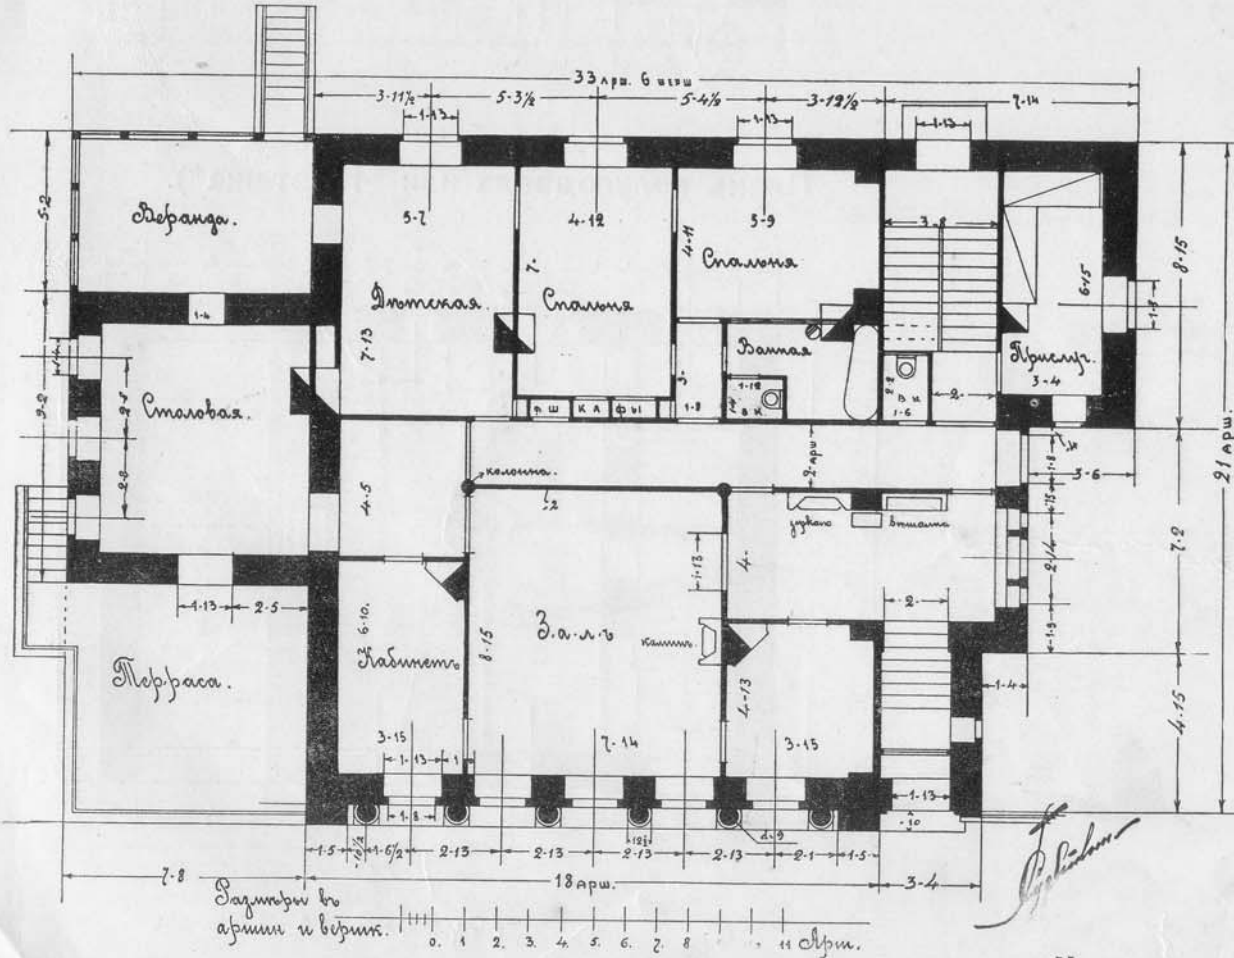 33 арш. 6 верш
3-11½ 5-3½ 5-4½ 3-12½ 7-14
1-13 1-13 1-13
5-2
Веранда.
5-7
4-12
5-9
3-8
4-11
7-
Спальня
Спальня
Дѣтская.
7-13
8-15
6-15
1-4
Ванная
Прислуг.
3-4
9-2
2-8
Столовая.
1-12
В К.
1-8
3-
2-2
В К
1-6
2-
Ш К А Ф Ы
колонна.
2 арш
1-8
3-6
21 арш.
4-5
2
зеркало
вѣшалка
1-13
4-
7-2
2-14
1-13 2-5
6-10.
8-15
З.а.л.ъ
каминъ.
2-
Кабинетъ
4-13
1-4
4-15
Терраса.
3-15
7-14
3-15
1-13 1
1-8
1-13
10
d-9
1-5 1-6½ 2-13 2-13 2-13 2-13 2-1 1-5
7-8
18 арш.
3-4
Размѣры въ
аршин и вершк.
0. 1 2. 3. 4. 5. 6. 7. 8 11 Арш.